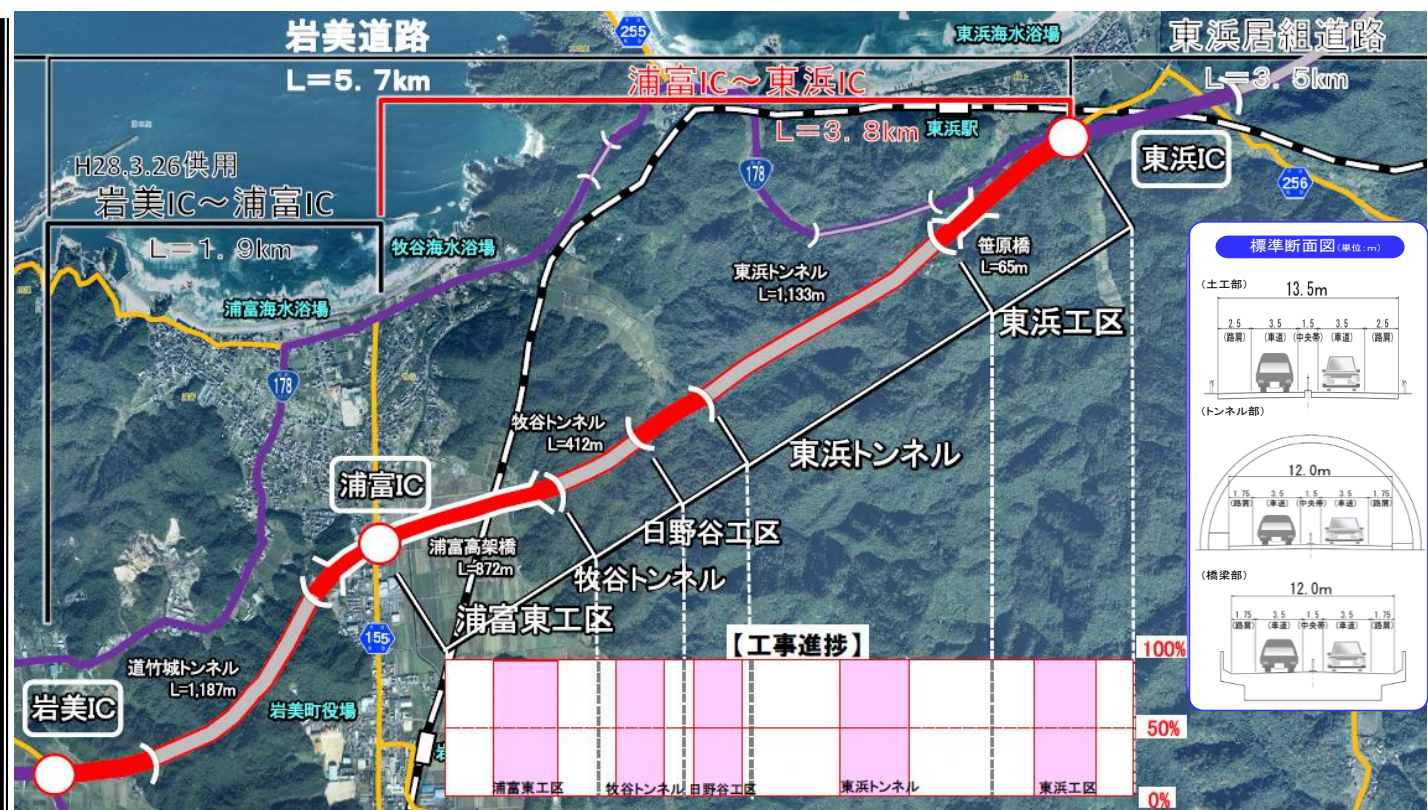 岩美道路
L=5.7km
255
東浜海水浴場
東浜居組道路
L=3.5km
浦富IC～東浜IC
L=3.8km
東浜駅
H28.3.26供用
岩美IC～浦富IC
L=1.9km
178
東浜IC
256
牧谷海水浴場
浦富海水浴場
東浜トンネル
L=1,133m
笹原橋
L=65m
東浜工区
178
牧谷トンネル
L=412m
東浜トンネル
浦富IC
日野谷工区
浦富高架橋
L=872m
牧谷トンネル
浦富東工区
155
道竹城トンネル
L=1,187m
岩美IC
岩美町役場
岩
【工事進捗】
100%
50%
0%
浦富東工区
牧谷トンネル
日野谷工区
東浜トンネル
東浜工区
標準断面図(単位:m)
(土工部)
13.5m
2.5 3.5 1.5 3.5 2.5
(路肩) (車道) (中央帯) (車道) (路肩)
(トンネル部)
12.0m
1.75 3.5 1.5 3.5 1.75
(路肩) (車道) (中央帯) (車道) (路肩)
(橋梁部)
12.0m
1.75 3.5 1.5 3.5 1.75
(路肩) (車道) (中央帯) (車道) (路肩)